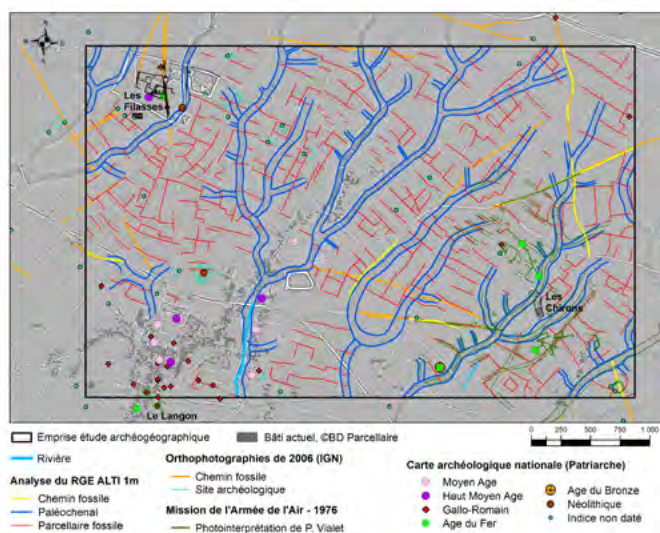 Les
Filasses
Les
Chirons
Le Langon
Emprise étude archéogéographique
Bâti actuel, ©BD Parcellaire
0 250 500 750 1000
Rivière
Analyse du RGE ALTI 1m
Chemin fossile
Paléochenal
Parcellaire fossile
Orthophotographies de 2006 (IGN)
Chemin fossile
Site archéologique
Mission de l'Armée de l'Air - 1976
Photointerprétation de P. Vialet
Carte archéologique nationale (Patriarche)
Moyen Age
Haut Moyen Age
Gallo-Romain
Age du Fer
Age du Bronze
Néolithique
Indice non daté